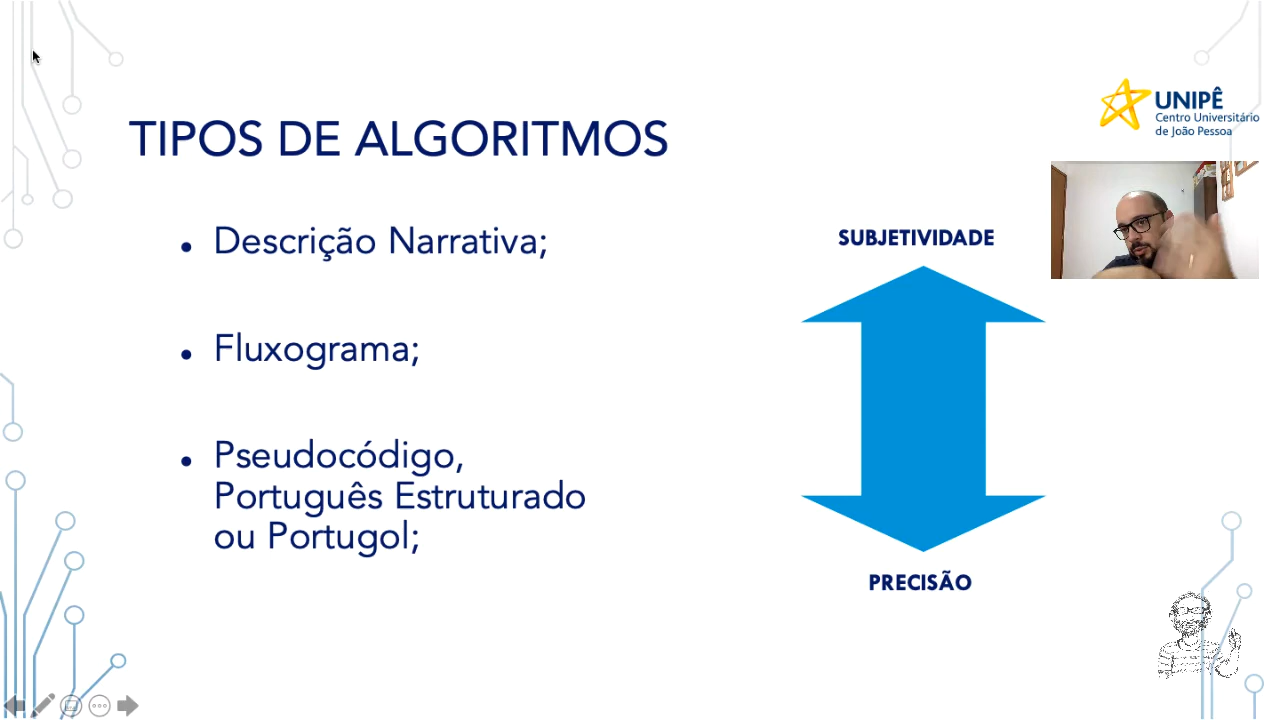 TIPOS DE ALGORITMOS
UNIPÊ
Centro Universitário
de João Pessoa
• Descrição Narrativa;
• Fluxograma;
• Pseudocódigo,
Português Estruturado
ou Portugol;
SUBJETIVIDADE
PRECISÃO